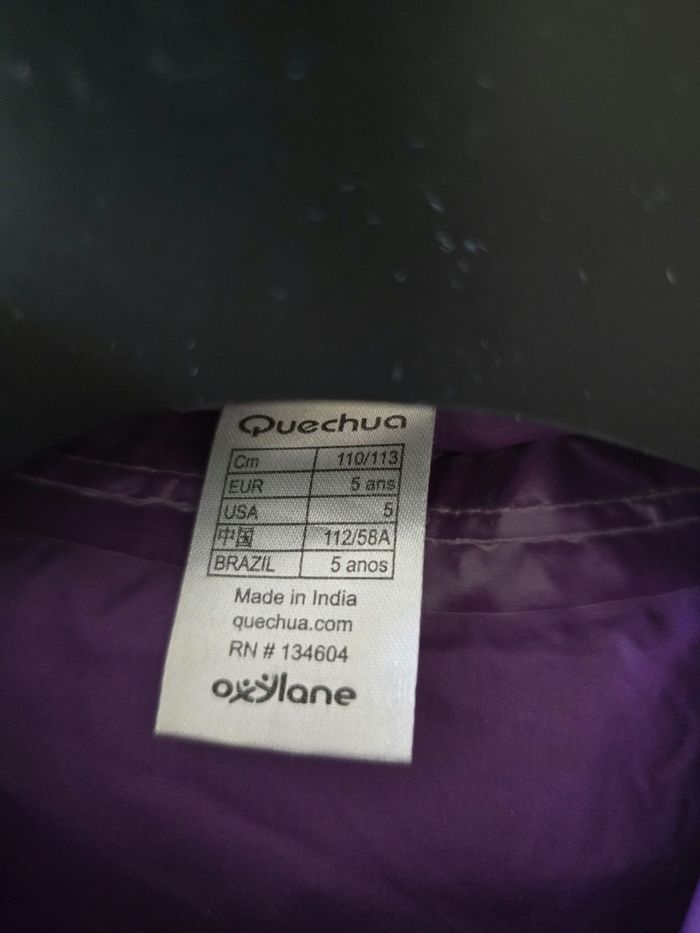 Quechua
Cm 110/113
EUR 5 ans
USA 5
中国 112/58A
BRAZIL 5 anos
Made in India
quechua.com
RN # 134604
oxylane